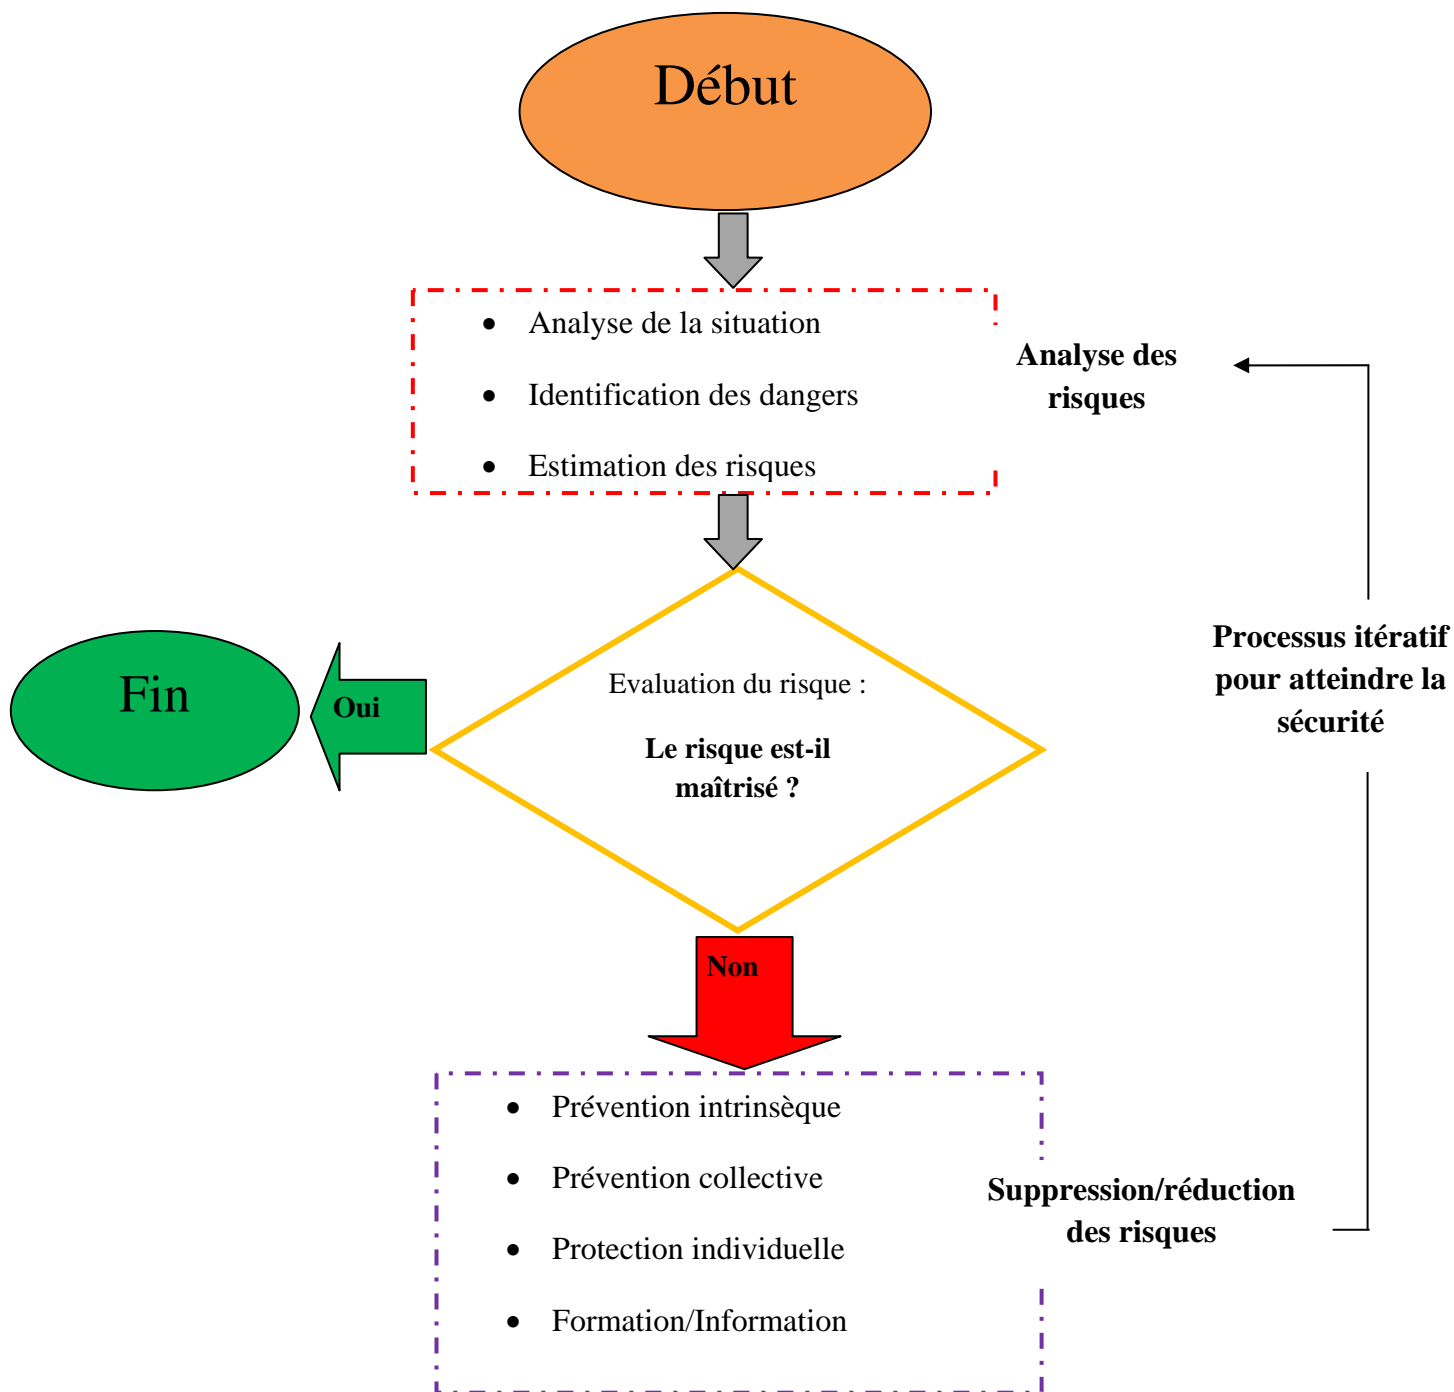 Début
• Analyse de la situation
• Identification des dangers
• Estimation des risques
Analyse des
risques
Processus itératif
pour atteindre la
sécurité
Fin
Oui
Evaluation du risque :
Le risque est-il
maîtrisé ?
Non
• Prévention intrinsèque
• Prévention collective
• Protection individuelle
• Formation/Information
Suppression/réduction
des risques